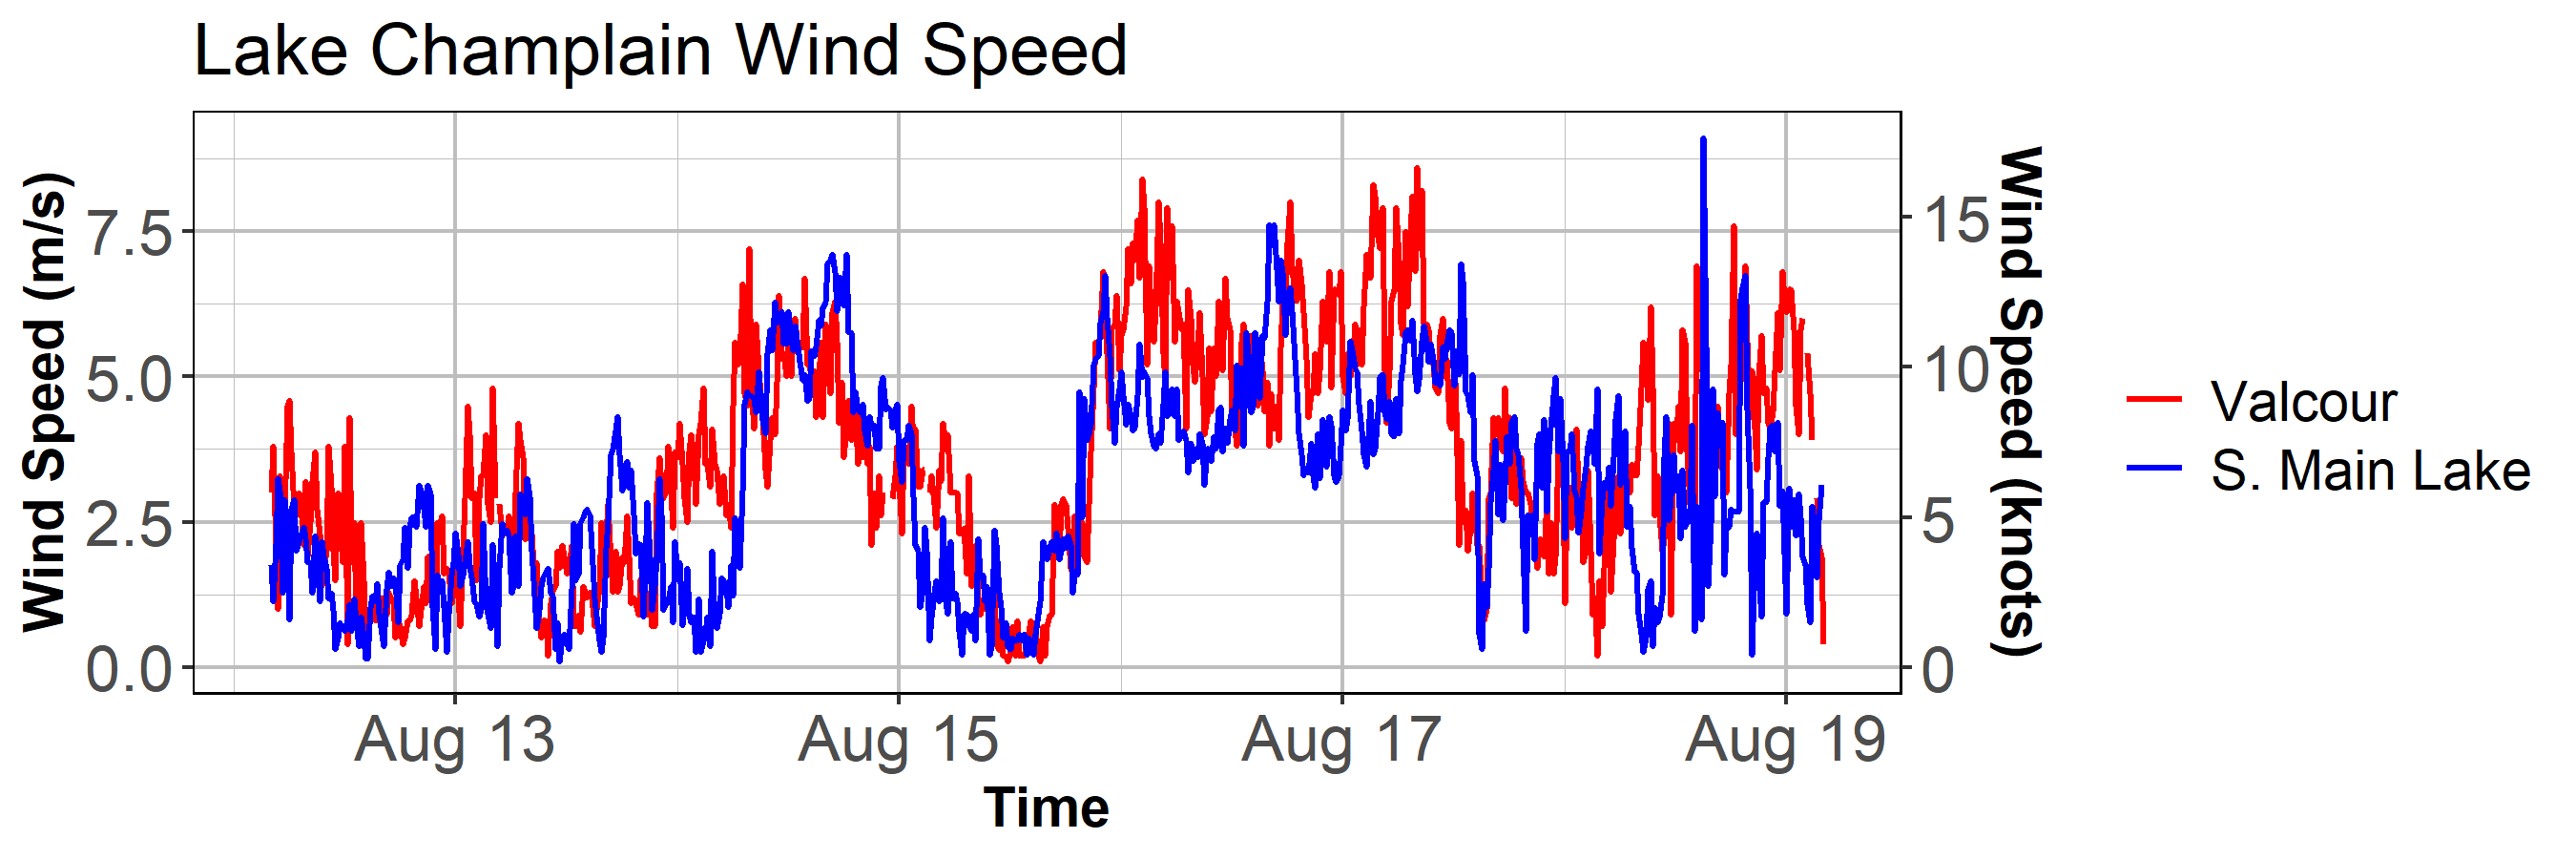 Lake Champlain Wind Speed
Wind Speed (m/s)
7.5
5.0
2.5
0.0
15
10
5
0
Wind Speed (knots)
Valcour
S. Main Lake
Aug 13
Aug 15
Aug 17
Aug 19
Time